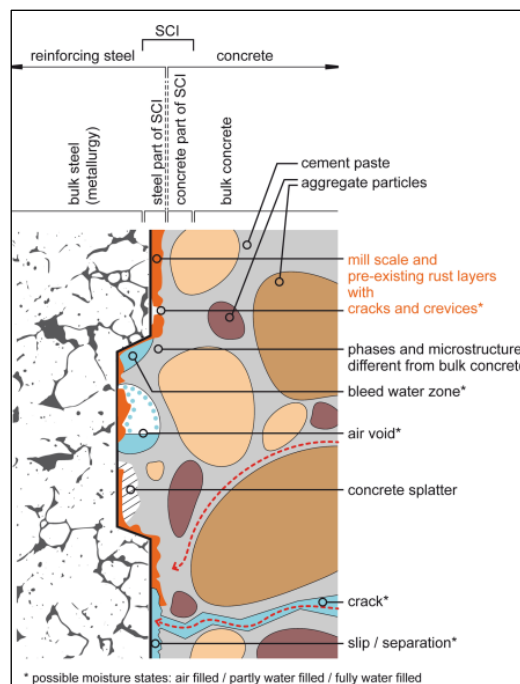 SCI
reinforcing steel
concrete
bulk steel
(metallurgy)
steel part of SCI
concrete part of SCI
bulk concrete
cement paste
aggregate particles
mill scale and
pre-existing rust layers
with
cracks and crevices*
phases and microstructure
different from bulk concrete
bleed water zone*
air void*
concrete splatter
crack*
slip / separation*
* possible moisture states: air filled / partly water filled / fully water filled